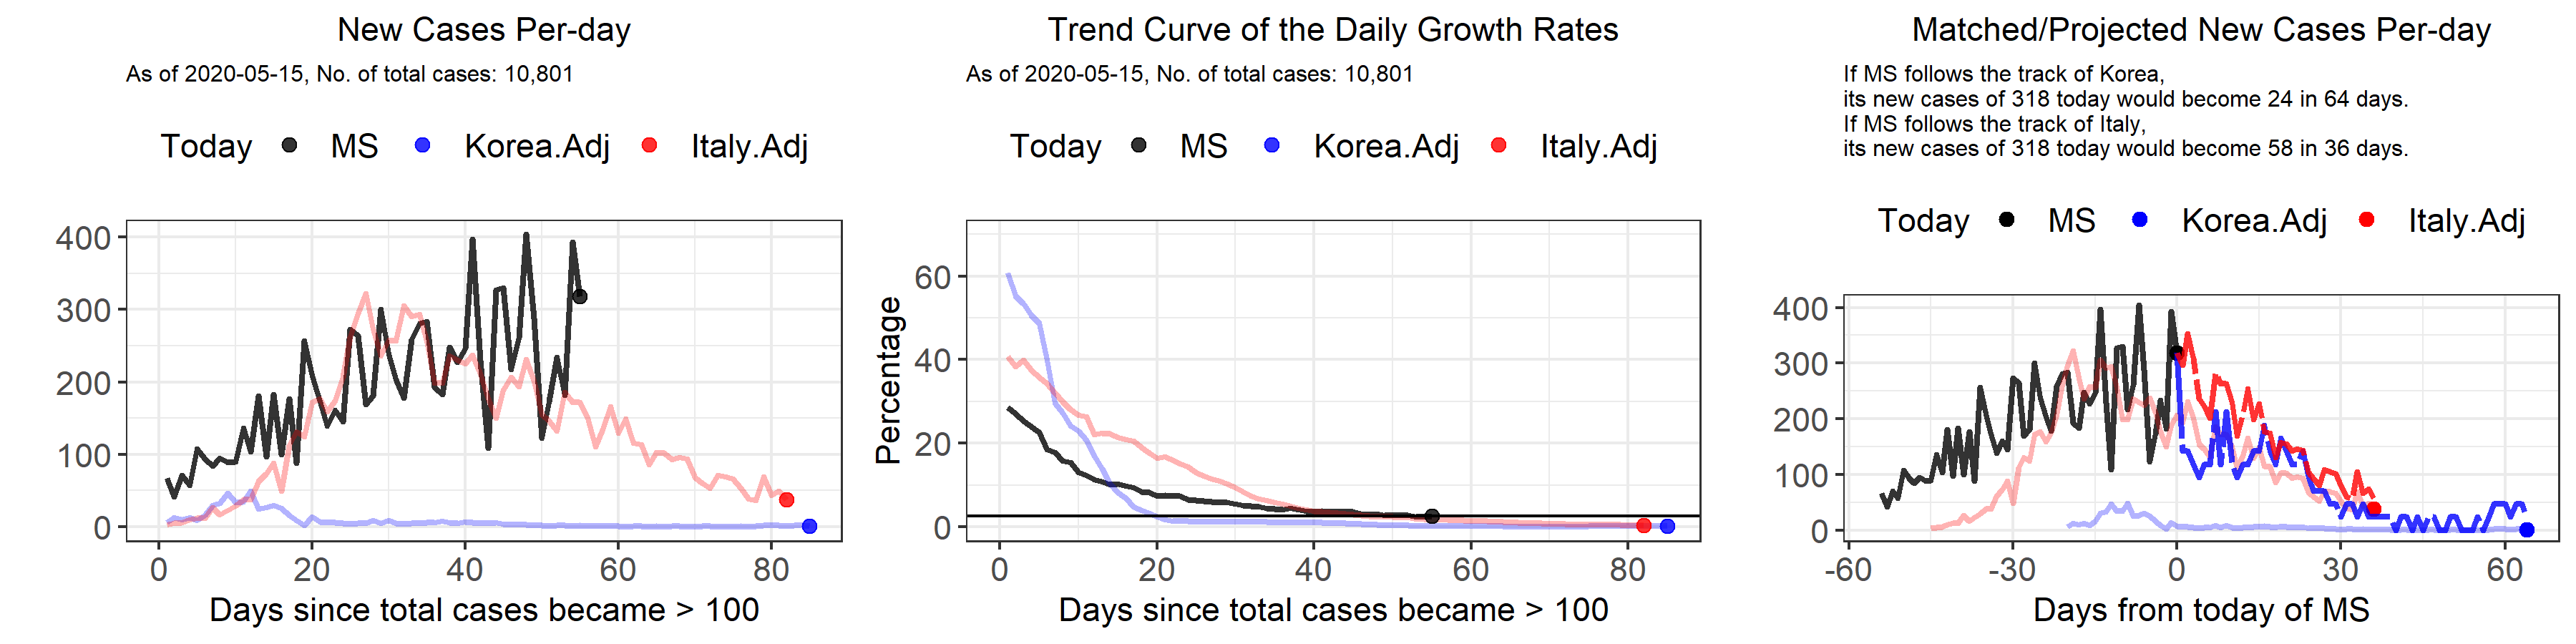 New Cases Per-day
As of 2020-05-15, No. of total cases: 10,801
Today MS Korea.Adj Italy.Adj
400
300
200
100
0
0 20 40 60 80
Days since total cases became > 100
Trend Curve of the Daily Growth Rates
As of 2020-05-15, No. of total cases: 10,801
Today MS Korea.Adj Italy.Adj
Percentage
60
40
20
0
0 20 40 60 80
Days since total cases became > 100
Matched/Projected New Cases Per-day
If MS follows the track of Korea,
its new cases of 318 today would become 24 in 64 days.
If MS follows the track of Italy,
its new cases of 318 today would become 58 in 36 days.
Today MS Korea.Adj Italy.Adj
400
300
200
100
0
-60 -30 0 30 60
Days from today of MS